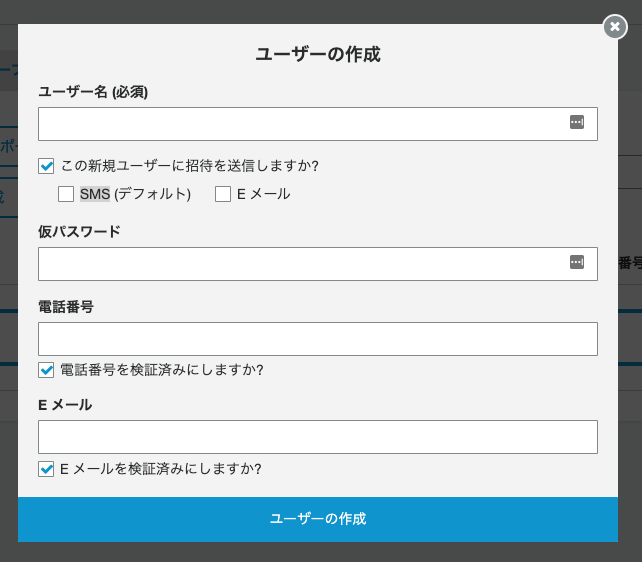 ユーザーの作成
ユーザー名 (必須)
この新規ユーザーに招待を送信しますか?
SMS (デフォルト) E メール
仮パスワード
番号
電話番号
電話番号を検証済みにしますか?
E メール
E メールを検証済みにしますか?
ユーザーの作成